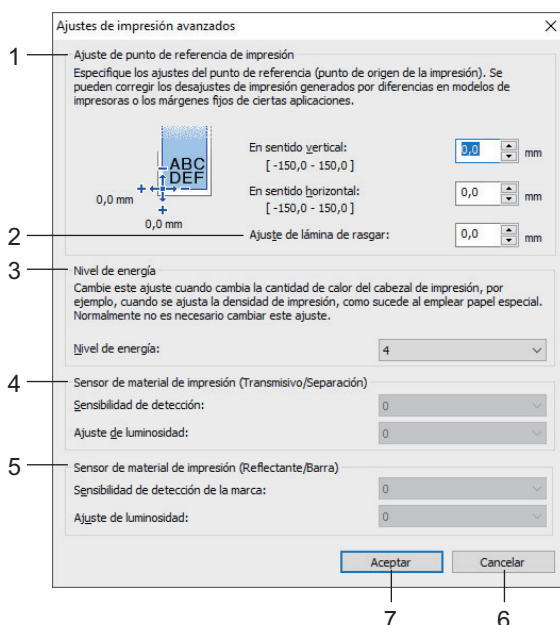 Ajustes de impresión avanzados
1
Ajuste de punto de referencia de impresión
Especifique los ajustes del punto de referencia (punto de origen de la impresión). Se
pueden corregir los desajustes de impresión generados por diferencias en modelos de
impresoras o los márgenes fijos de ciertas aplicaciones.
ABC
DEF
0,0 mm
0,0 mm
En sentido vertical:
[ -150,0 - 150,0 ]
0,0 mm
En sentido horizontal:
[ -150,0 - 150,0 ]
0,0 mm
2
Ajuste de lámina de rasgar:
0,0 mm
3
Nivel de energía
Cambie este ajuste cuando cambia la cantidad de calor del cabezal de impresión, por
ejemplo, cuando se ajusta la densidad de impresión, como sucede al emplear papel especial.
Normalmente no es necesario cambiar este ajuste.
Nivel de energía:
4
4
Sensor de material de impresión (Transmisivo/Separación)
Sensibilidad de detección:
0
Ajuste de luminosidad:
0
5
Sensor de material de impresión (Reflectante/Barra)
Sensibilidad de detección de la marca:
0
Ajuste de luminosidad:
0
Aceptar
Cancelar
7
6